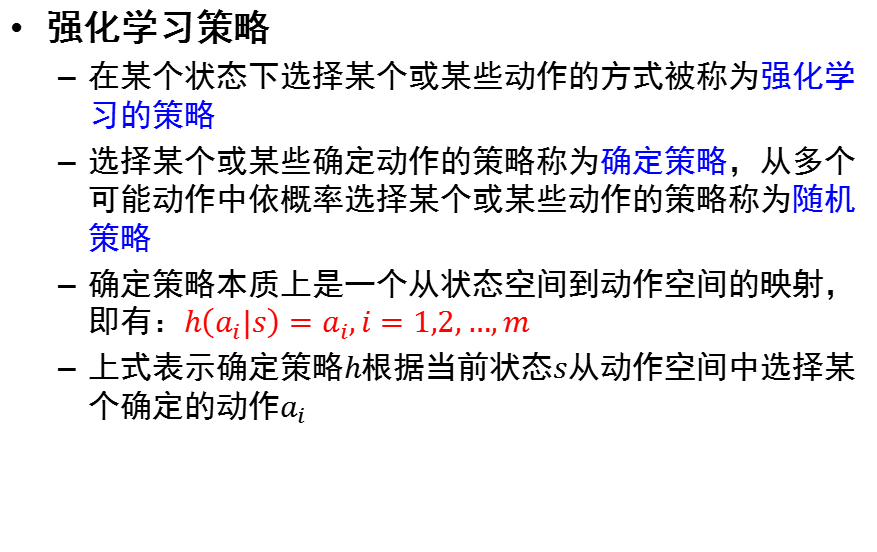 • 强化学习策略
– 在某个状态下选择某个或某些动作的方式被称为强化学
习的策略
– 选择某个或某些确定动作的策略称为确定策略，从多个
可能动作中依概率选择某个或某些动作的策略称为随机
策略
– 确定策略本质上是一个从状态空间到动作空间的映射，
即有：h(aᵢ|s) = aᵢ, i = 1,2, …, m
– 上式表示确定策略h根据当前状态s从动作空间中选择某
个确定的动作aᵢ